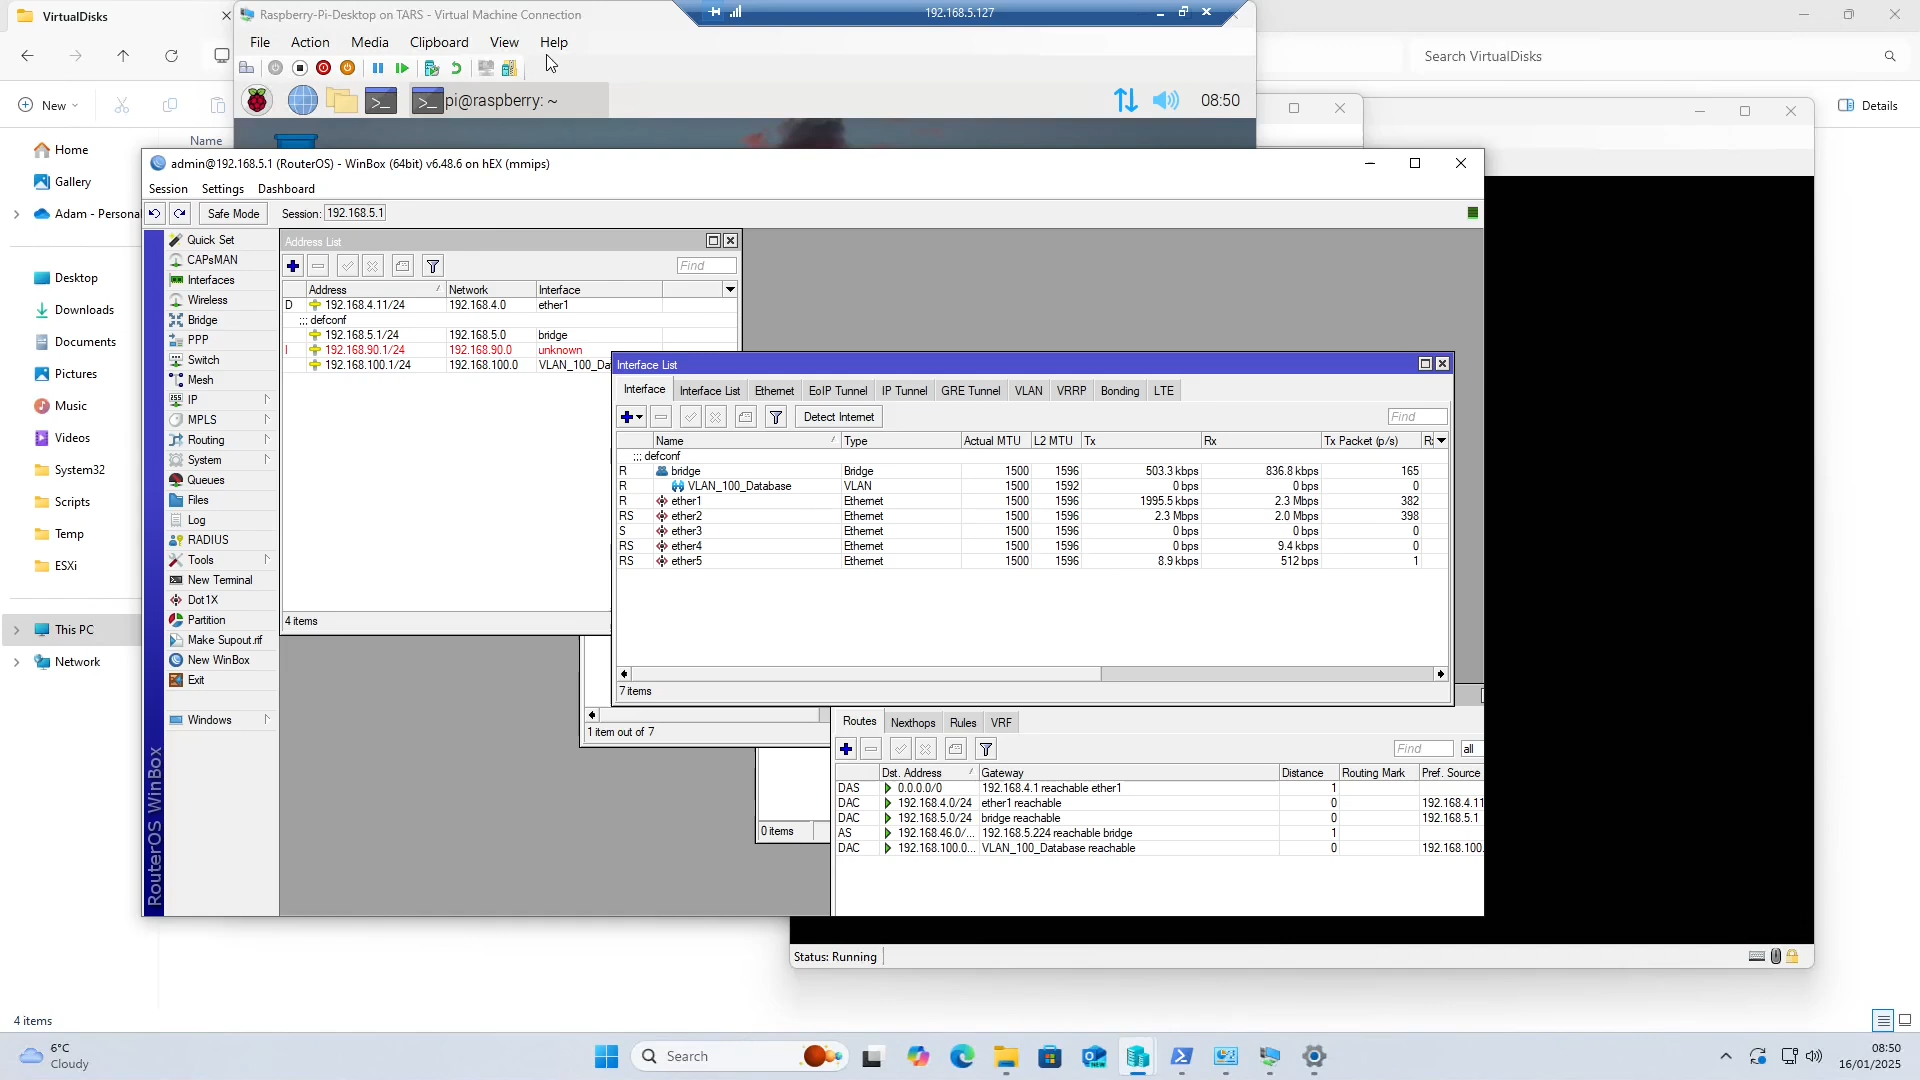 VirtualDisks
Raspberry-Pi-Desktop on TARS - Virtual Machine Connection
192.168.5.127
File Action Media Clipboard View Help
Search VirtualDisks
pi@raspberry: ~
08:50
New
Details
Name
Home
Gallery
Adam - Persona
Desktop
Downloads
Documents
Pictures
Music
Videos
System32
Scripts
Temp
ESXi
This PC
Network
4 items
admin@192.168.5.1 (RouterOS) - WinBox (64bit) v6.48.6 on hEX (mmips)
Session Settings Dashboard
Safe Mode Session: 192.168.5.1
RouterOS WinBox
Quick Set
CAPsMAN
Interfaces
Wireless
Bridge
PPP
Switch
Mesh
IP
MPLS
Routing
System
Queues
Files
Log
RADIUS
Tools
New Terminal
Dot1X
Partition
Make Supout.rif
New WinBox
Exit
Windows
Address List
Find
Address Network Interface
D 192.168.4.11/24 192.168.4.0 ether1
;;; defconf
192.168.5.1/24 192.168.5.0 bridge
I 192.168.90.1/24 192.168.90.0 unknown
192.168.100.1/24 192.168.100.0 VLAN_100_Da
4 items
1 item out of 7
0 items
Interface List
Interface Interface List Ethernet EoIP Tunnel IP Tunnel GRE Tunnel VLAN VRRP Bonding LTE
Detect Internet Find
Name Type Actual MTU L2 MTU Tx Rx Tx Packet (p/s)
;;; defconf
R bridge Bridge 1500 1596 503.3 kbps 836.8 kbps 165
R VLAN_100_Database VLAN 1500 1592 0 bps 0 bps 0
R ether1 Ethernet 1500 1596 1995.5 kbps 2.3 Mbps 382
RS ether2 Ethernet 1500 1596 2.3 Mbps 2.0 Mbps 398
S ether3 Ethernet 1500 1596 0 bps 0 bps 0
RS ether4 Ethernet 1500 1596 0 bps 9.4 kbps 0
RS ether5 Ethernet 1500 1596 8.9 kbps 512 bps 1
7 items
Routes Nexthops Rules VRF
Find all
Dst. Address Gateway Distance Routing Mark Pref. Source
DAS 0.0.0.0/0 192.168.4.1 reachable ether1 1
DAC 192.168.4.0/24 ether1 reachable 0 192.168.4.11
DAC 192.168.5.0/24 bridge reachable 0 192.168.5.1
AS 192.168.46.0/... 192.168.5.224 reachable bridge 1
DAC 192.168.100.0... VLAN_100_Database reachable 0 192.168.100.
Status: Running
6°C
Cloudy
Search
08:50
16/01/2025